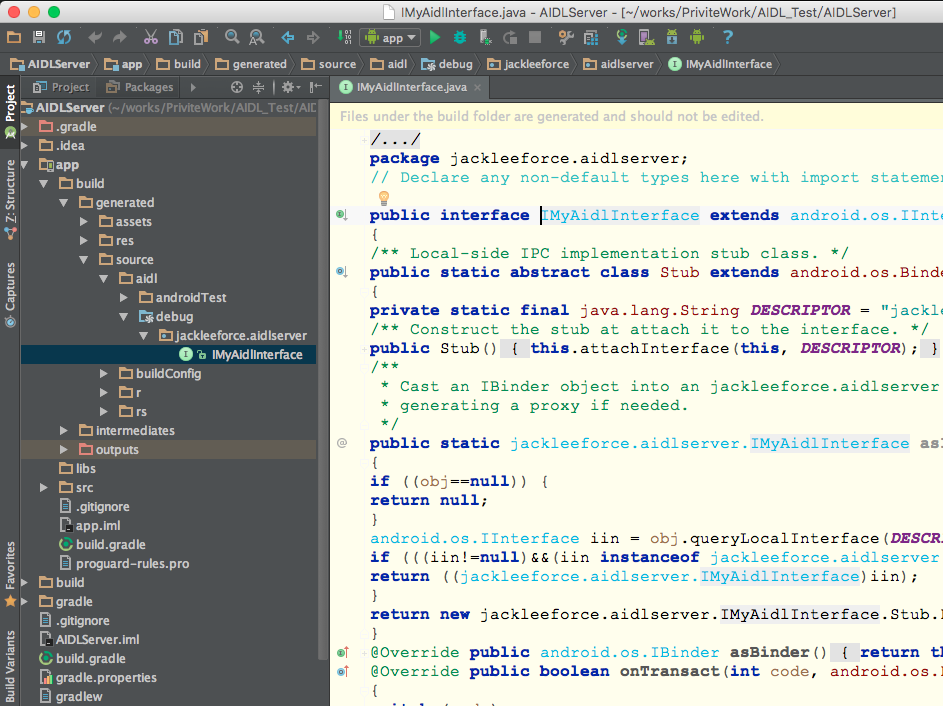 IMyAidlInterface.java - AIDLServer - [~/works/PriviteWork/AIDL_Test/AIDLServer]
app
AIDLServer app build generated source aidl debug jackleeforce aidlserver IMyAidlInterface
Project Packages
IMyAidlInterface.java
Project
Z: Structure
Captures
Favorites
Build Variants
AIDLServer (~/works/PriviteWork/AIDL_Test/AI
.gradle
.idea
app
build
generated
assets
res
source
aidl
androidTest
debug
jackleeforce.aidlserver
IMyAidlInterface
buildConfig
r
rs
intermediates
outputs
libs
src
.gitignore
app.iml
build.gradle
proguard-rules.pro
build
gradle
.gitignore
AIDLServer.iml
build.gradle
gradle.properties
gradlew
Files under the build folder are generated and should not be edited.
/.../
package jackleeforce.aidlserver;
// Declare any non-default types here with import statemen
public interface IMyAidlInterface extends android.os.IInte
{
/** Local-side IPC implementation stub class. */
public static abstract class Stub extends android.os.Binde
{
private static final java.lang.String DESCRIPTOR = "jackle
/** Construct the stub at attach it to the interface. */
public Stub() { this.attachInterface(this, DESCRIPTOR); }
/**
* Cast an IBinder object into an jackleeforce.aidlserver
* generating a proxy if needed.
*/
public static jackleeforce.aidlserver.IMyAidlInterface as
{
if ((obj==null)) {
return null;
}
android.os.IInterface iin = obj.queryLocalInterface(DESCR
if (((iin!=null)&&(iin instanceof jackleeforce.aidlserver
return ((jackleeforce.aidlserver.IMyAidlInterface)iin);
}
return new jackleeforce.aidlserver.IMyAidlInterface.Stub.
}
@Override public android.os.IBinder asBinder() { return th
@Override public boolean onTransact(int code, android.os.
{